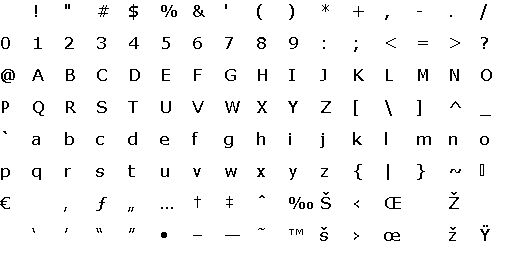 ! " # $ % & ' ( ) * + , - . /
0 1 2 3 4 5 6 7 8 9 : ; < = > ?
@ A B C D E F G H I J K L M N O
P Q R S T U V W X Y Z [ \ ] ^ _
` a b c d e f g h i j k l m n o
p q r s t u v w x y z { | } ~ ▯
€ ‚ ƒ „ … † ‡ ˆ ‰ Š ‹ Œ Ž
‘ ’ “ ” • – — ˜ ™ š › œ ž Ÿ